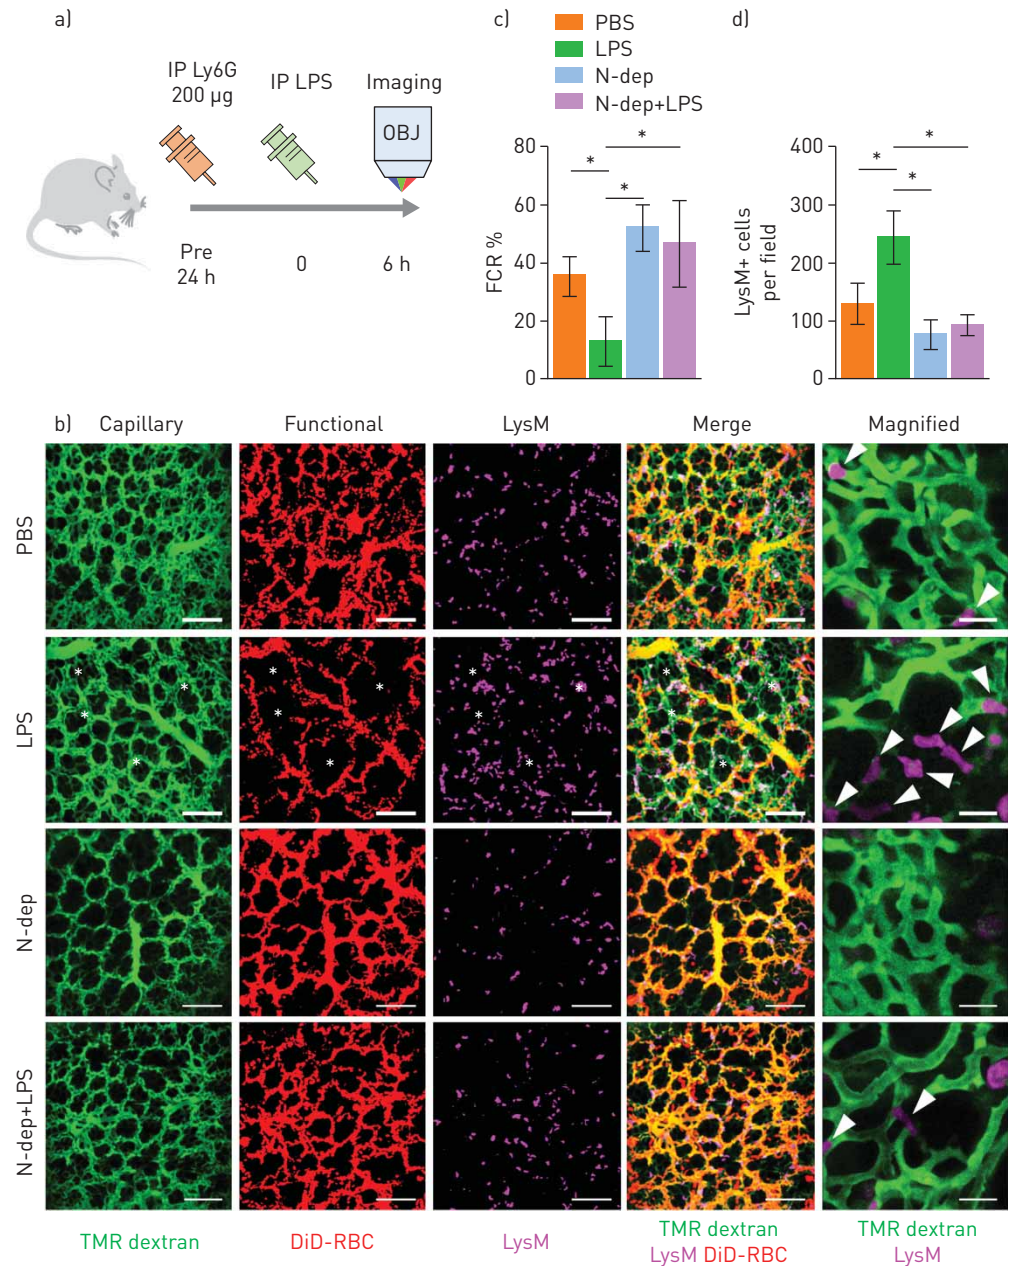 a)
IP Ly6G
200 µg
IP LPS
Imaging
OBJ
Pre
24 h
0
6 h
c)
PBS
LPS
N-dep
N-dep+LPS
FCR %
80
60
40
20
0
*
*
*
d)
LysM+ cells
per field
400
300
200
100
0
*
*
*
b)
Capillary
Functional
LysM
Merge
Magnified
PBS
LPS
* * * *
* * * *
* * * *
* * * *
N-dep
N-dep+LPS
TMR dextran
DiD-RBC
LysM
TMR dextran
LysM DiD-RBC
TMR dextran
LysM